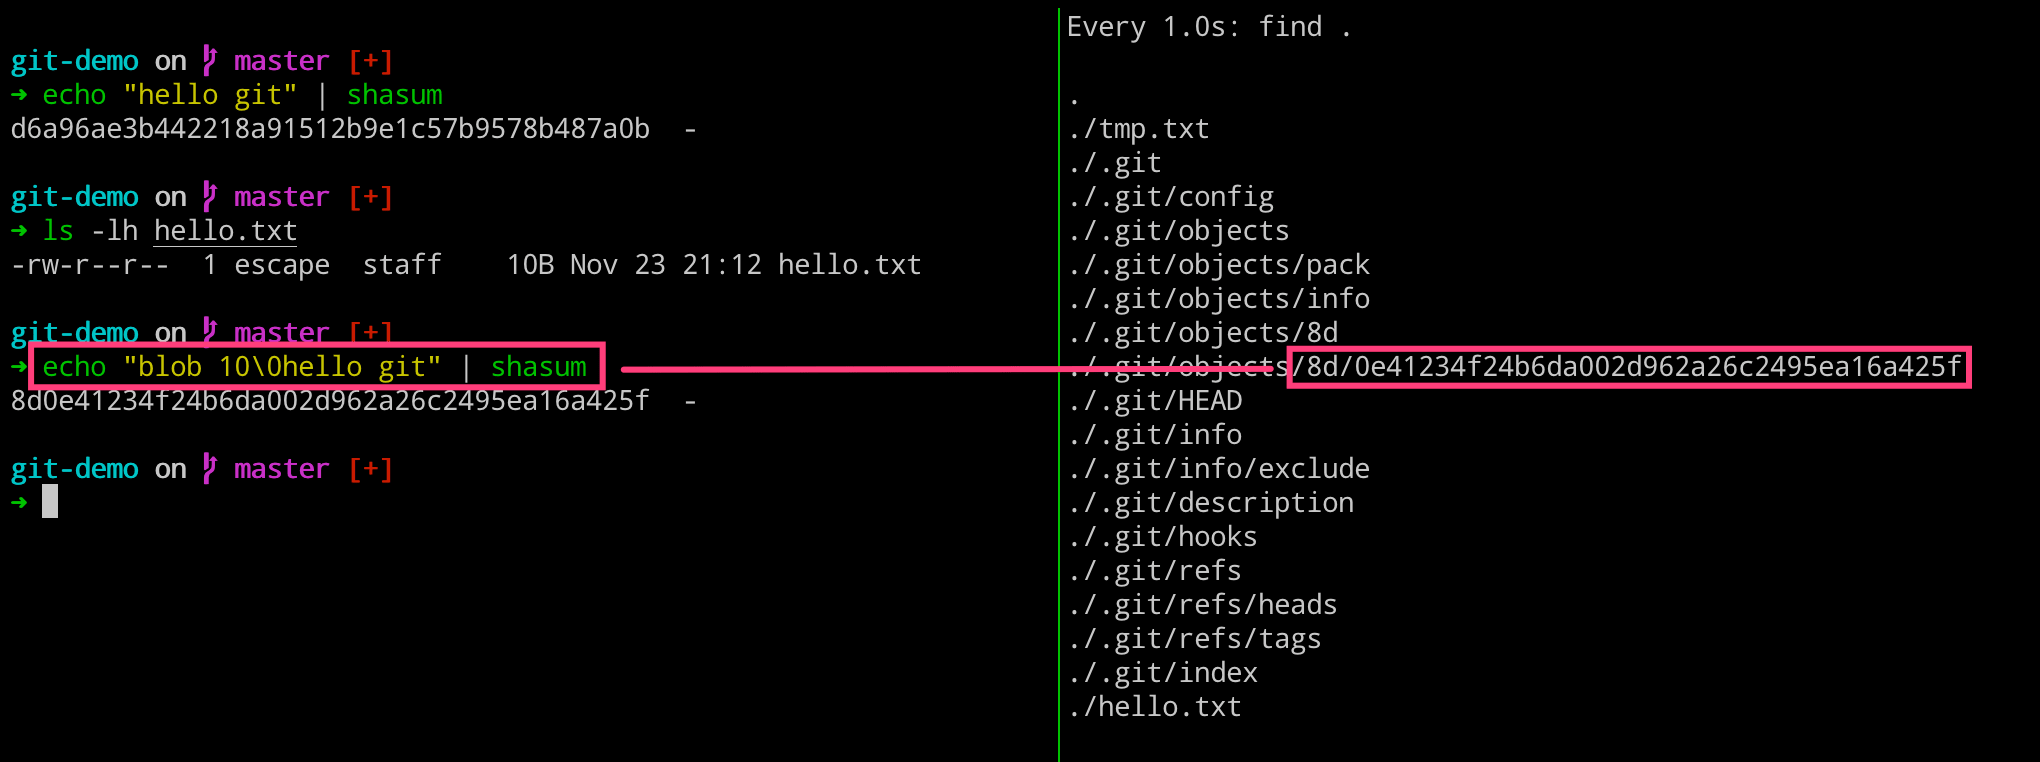 git-demo on master [+]
→ echo "hello git" | shasum
d6a96ae3b442218a91512b9e1c57b9578b487a0b  -
git-demo on master [+]
→ ls -lh hello.txt
-rw-r--r--  1 escape  staff    10B Nov 23 21:12 hello.txt
git-demo on master [+]
→ echo "blob 10\0hello git" | shasum
8d0e41234f24b6da002d962a26c2495ea16a425f  -
git-demo on master [+]
→
Every 1.0s: find .
.
./tmp.txt
./.git
./.git/config
./.git/objects
./.git/objects/pack
./.git/objects/info
./.git/objects/8d
./.git/objects/8d/0e41234f24b6da002d962a26c2495ea16a425f
./.git/HEAD
./.git/info
./.git/info/exclude
./.git/description
./.git/hooks
./.git/refs
./.git/refs/heads
./.git/refs/tags
./.git/index
./hello.txt